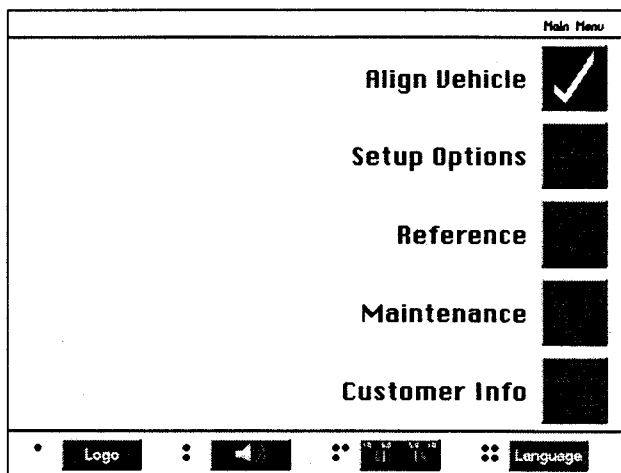 Main Menu
Align Vehicle
Setup Options
Reference
Maintenance
Customer Info
Logo
Language